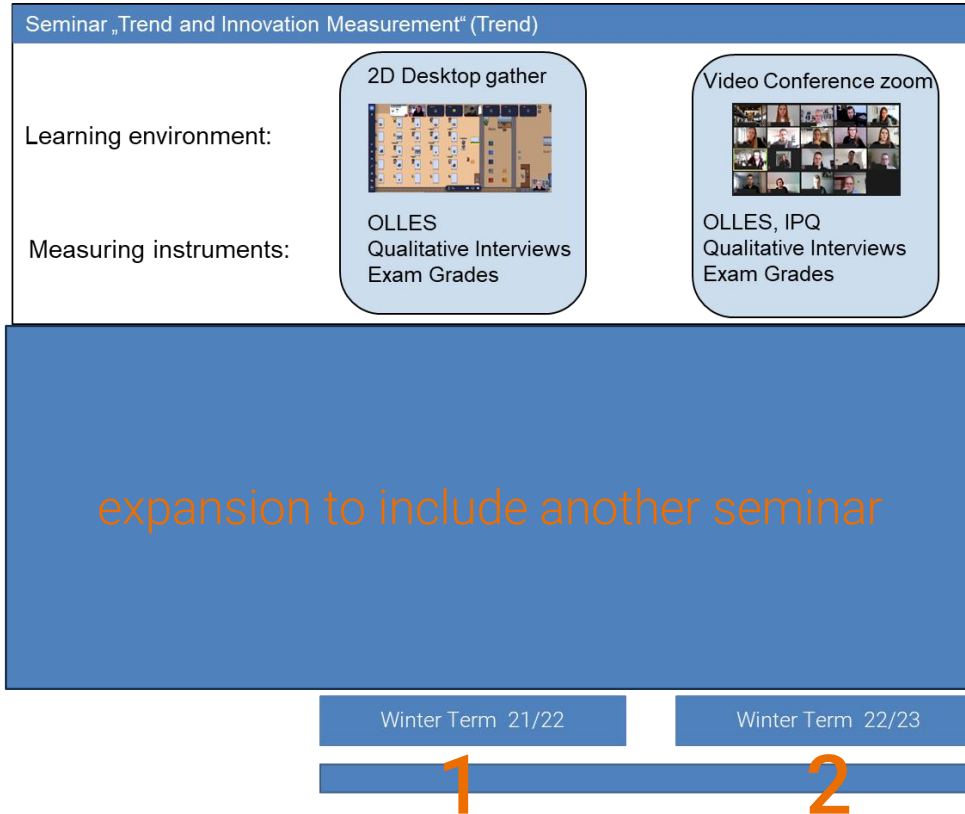 Seminar „Trend and Innovation Measurement“ (Trend)
2D Desktop gather
Video Conference zoom
Learning environment:
Measuring instruments:
OLLES
Qualitative Interviews
Exam Grades
OLLES, IPQ
Qualitative Interviews
Exam Grades
expansion to include another seminar
Winter Term 21/22
Winter Term 22/23
1
2